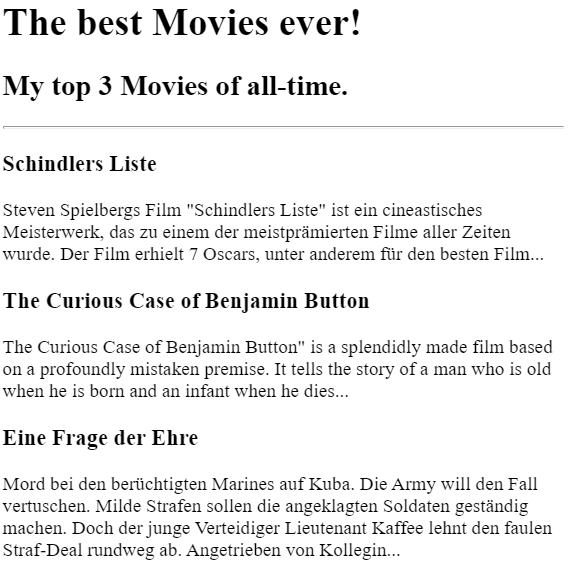 The best Movies ever!
My top 3 Movies of all-time.
Schindlers Liste
Steven Spielbergs Film "Schindlers Liste" ist ein cineastisches
Meisterwerk, das zu einem der meistprämierten Filme aller Zeiten
wurde. Der Film erhielt 7 Oscars, unter anderem für den besten Film...
The Curious Case of Benjamin Button
The Curious Case of Benjamin Button" is a splendidly made film based
on a profoundly mistaken premise. It tells the story of a man who is old
when he is born and an infant when he dies...
Eine Frage der Ehre
Mord bei den berüchtigten Marines auf Kuba. Die Army will den Fall
vertuschen. Milde Strafen sollen die angeklagten Soldaten geständig
machen. Doch der junge Verteidiger Lieutenant Kaffee lehnt den faulen
Straf-Deal rundweg ab. Angetrieben von Kollegin...